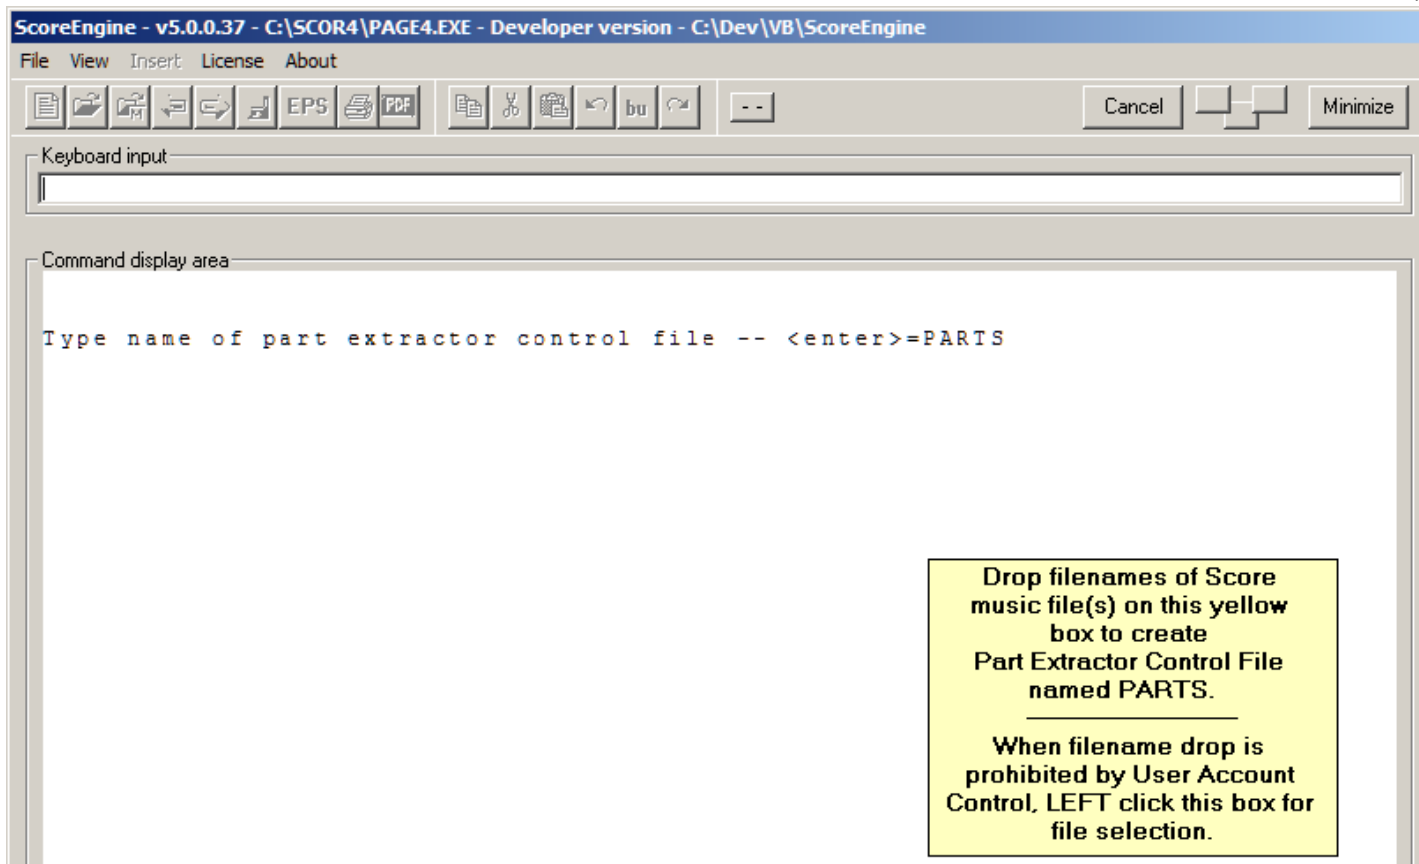 ScoreEngine - v5.0.0.37 - C:\SCOR4\PAGE4.EXE - Developer version - C:\Dev\VB\ScoreEngine
File View Insert License About
M EPS PDF bu - - Cancel Minimize
Keyboard input
Command display area
Type name of part extractor control file -- <enter>=PARTS
Drop filenames of Score
music file(s) on this yellow
box to create
Part Extractor Control File
named PARTS.
When filename drop is
prohibited by User Account
Control, LEFT click this box for
file selection.